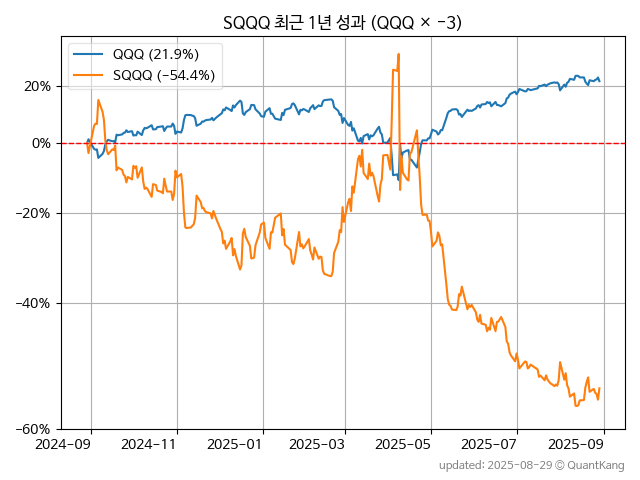 SQQQ 최근 1년 성과 (QQQ × −3)
QQQ (21.9%)
SQQQ (−54.4%)
20%
0%
−20%
−40%
−60%
2024-09 2024-11 2025-01 2025-03 2025-05 2025-07 2025-09
updated: 2025-08-29 © QuantKang